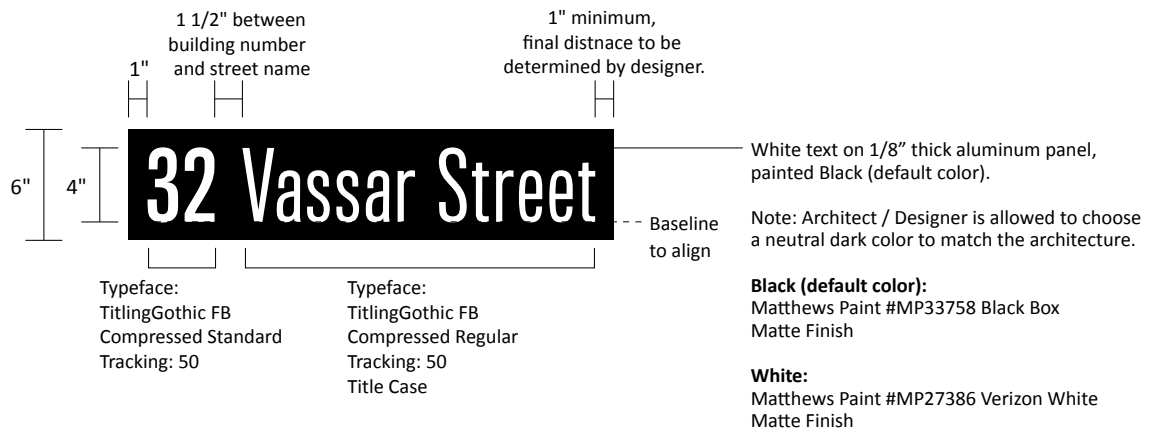 1 1/2" between
building number
and street name
1" minimum,
final distnace to be
determined by designer.
1"
6"
4"
32 Vassar Street
Baseline
to align
White text on 1/8” thick aluminum panel,
painted Black (default color).
Note: Architect / Designer is allowed to choose
a neutral dark color to match the architecture.
Black (default color):
Matthews Paint #MP33758 Black Box
Matte Finish
White:
Matthews Paint #MP27386 Verizon White
Matte Finish
Typeface:
TitlingGothic FB
Compressed Standard
Tracking: 50
Typeface:
TitlingGothic FB
Compressed Regular
Tracking: 50
Title Case